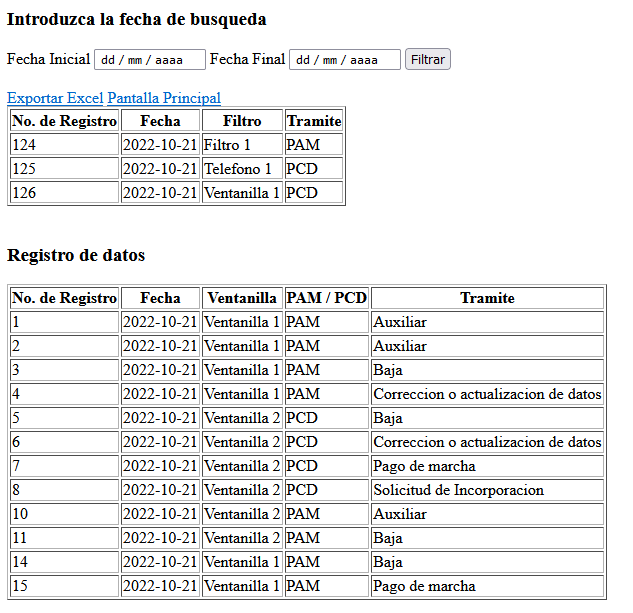 Introduzca la fecha de busqueda
Fecha Inicial dd / mm / aaaa Fecha Final dd / mm / aaaa Filtrar
Exportar Excel Pantalla Principal
No. de Registro Fecha Filtro Tramite
124 2022-10-21 Filtro 1 PAM
125 2022-10-21 Telefono 1 PCD
126 2022-10-21 Ventanilla 1 PCD
Registro de datos
No. de Registro Fecha Ventanilla PAM / PCD Tramite
1 2022-10-21 Ventanilla 1 PAM Auxiliar
2 2022-10-21 Ventanilla 1 PAM Auxiliar
3 2022-10-21 Ventanilla 1 PAM Baja
4 2022-10-21 Ventanilla 1 PAM Correccion o actualizacion de datos
5 2022-10-21 Ventanilla 2 PCD Baja
6 2022-10-21 Ventanilla 2 PCD Correccion o actualizacion de datos
7 2022-10-21 Ventanilla 2 PCD Pago de marcha
8 2022-10-21 Ventanilla 2 PCD Solicitud de Incorporacion
10 2022-10-21 Ventanilla 2 PAM Auxiliar
11 2022-10-21 Ventanilla 2 PAM Baja
14 2022-10-21 Ventanilla 1 PAM Baja
15 2022-10-21 Ventanilla 1 PAM Pago de marcha